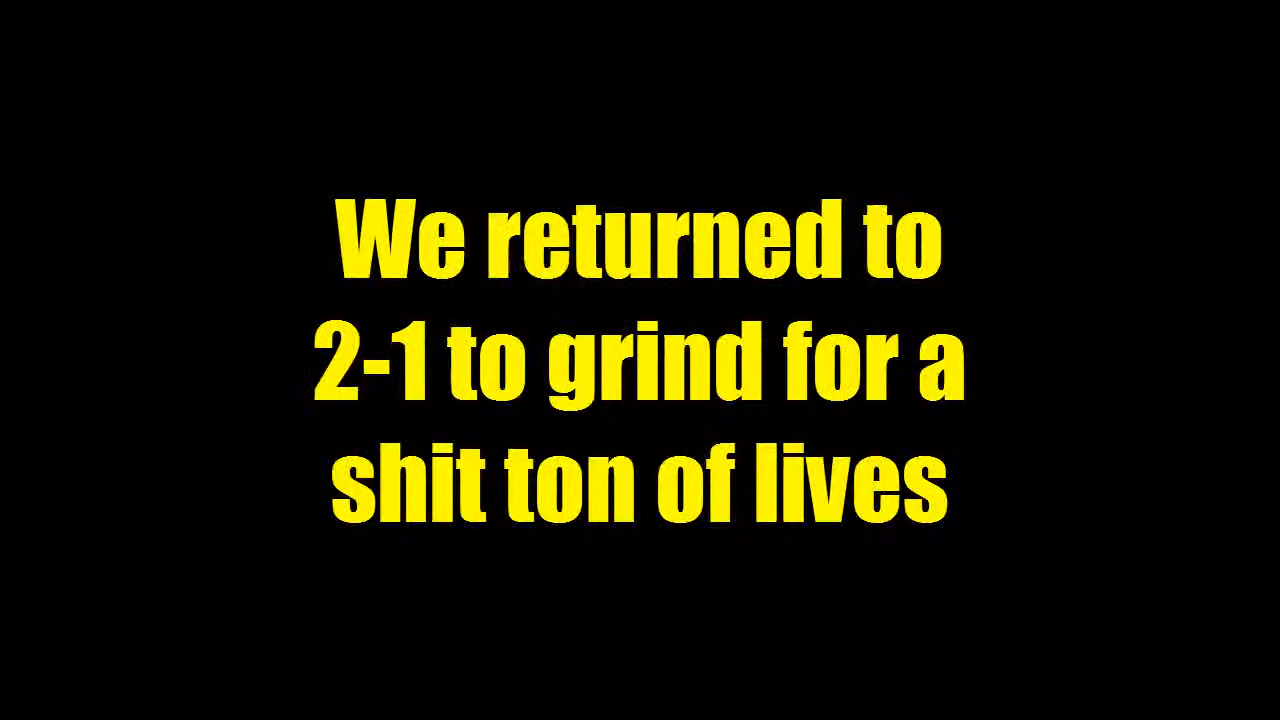 We returned to
2-1 to grind for a
shit ton of lives